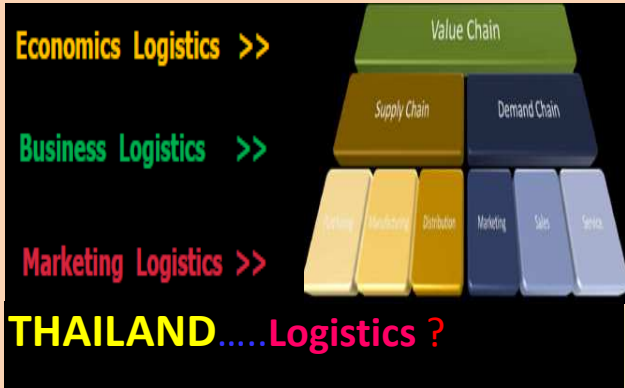 Economics Logistics >>
Value Chain
Supply Chain Demand Chain
Business Logistics >>
Manufacturing Distribution Marketing Sales Service
Marketing Logistics >>
THAILAND.....Logistics ?